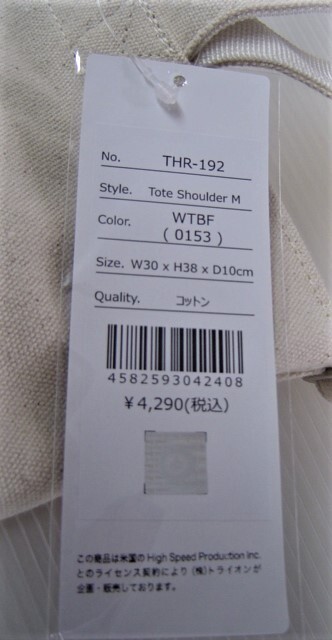 No. THR-192
Style. Tote Shoulder M
Color. WTBF
( 0153 )
Size. W30 x H38 x D10cm
Quality. コットン
4582593042408
¥4,290(税込)
この商品は米国の High Speed Production Inc.
とのライセンス契約により (株)トライオンが
企画・販売しております。